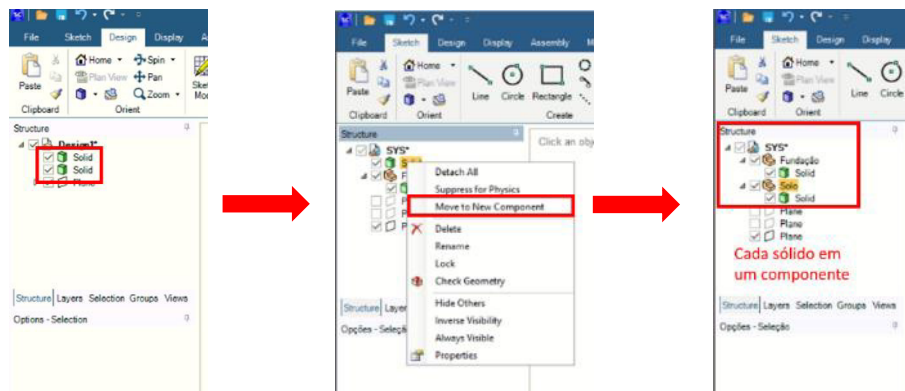 File Sketch Design Display
Home Spin
Plan View Pan
Paste
Zoom
Clipboard Orient
Structure
Design1*
Solid
Solid
Plane
Structure Layers Selection Groups Views
Options - Selection
File Sketch Design Display Assembly
Home
Plan View
Paste
Line Circle Rectangle
Clipboard Orient Create
Structure
Click an
SYS*
Detach All
Suppress for Physics
Move to New Component
Delete
Rename
Lock
Check Geometry
Hide Others
Inverse Visibility
Always Visible
Properties
Structure
File Sketch Design Display
Home
Plan View
Paste
Line Circle
Clipboard Orient
Structure
SYS*
Fundação
Solid
Solo
Solid
Plane
Plane
Plane
Cada sólido em
um componente
Structure Layers Selection Groups Views
Opções - Seleção